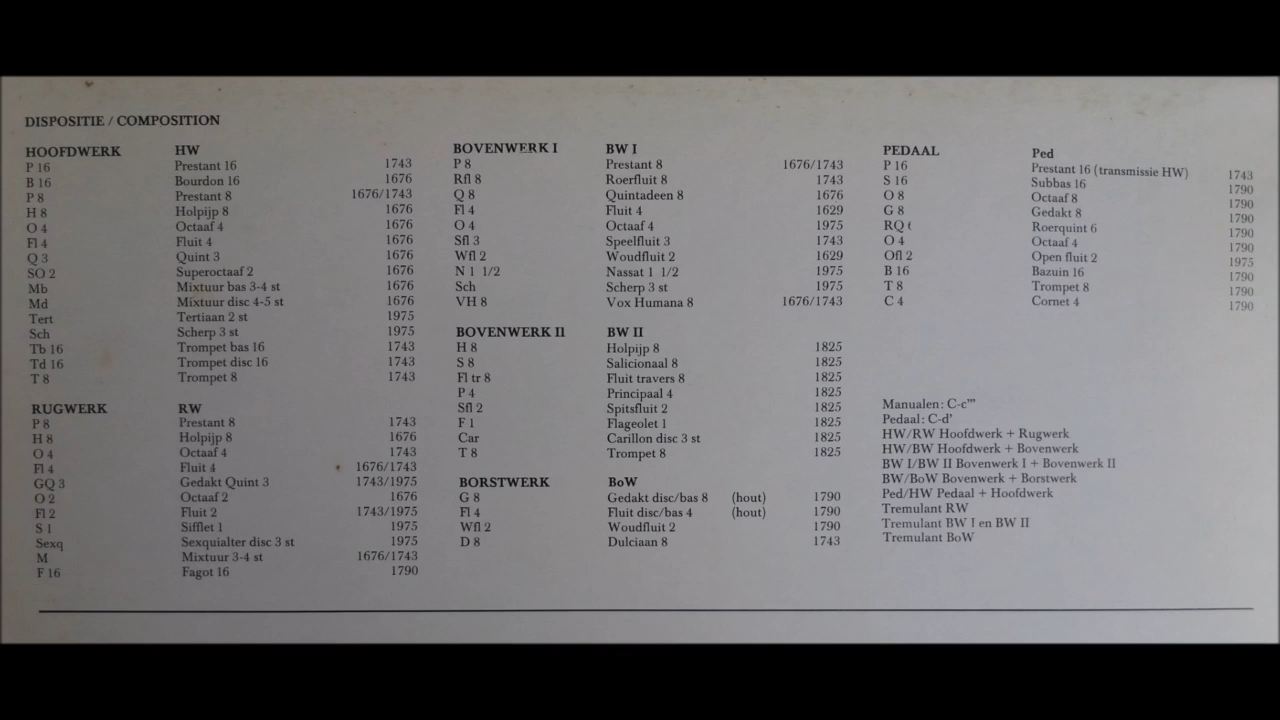 DISPOSITIE / COMPOSITION
HOOFDWERK HW
P 16 Prestant 16 1743
B 16 Bourdon 16 1676
P 8 Prestant 8 1676/1743
H 8 Holpijp 8 1676
O 4 Octaaf 4 1676
Fl 4 Fluit 4 1676
Q 3 Quint 3 1676
SO 2 Superoctaaf 2 1676
Mb Mixtuur bas 3-4 st 1676
Md Mixtuur disc 4-5 st 1676
Tert Tertiaan 2 st 1975
Sch Scherp 3 st 1975
Tb 16 Trompet bas 16 1743
Td 16 Trompet disc 16 1743
T 8 Trompet 8 1743
RUGWERK RW
P 8 Prestant 8 1743
H 8 Holpijp 8 1676
O 4 Octaaf 4 1743
Fl 4 Fluit 4 1676/1743
GQ 3 Gedakt Quint 3 1743/1975
O 2 Octaaf 2 1676
Fl 2 Fluit 2 1743/1975
S 1 Sifflet 1 1975
Sexq Sexquialter disc 3 st 1975
M Mixtuur 3-4 st 1676/1743
F 16 Fagot 16 1790
BOVENWERK I BW I
P 8 Prestant 8 1676/1743
Rfl 8 Roerfluit 8 1743
Q 8 Quintadeen 8 1676
Fl 4 Fluit 4 1629
O 4 Octaaf 4 1975
Sfl 3 Speelfluit 3 1743
Wfl 2 Woudfluit 2 1629
N 1 1/2 Nassat 1 1/2 1975
Sch Scherp 3 st 1975
VH 8 Vox Humana 8 1676/1743
BOVENWERK II BW II
H 8 Holpijp 8 1825
S 8 Salicionaal 8 1825
Fl tr 8 Fluit travers 8 1825
P 4 Principaal 4 1825
Sfl 2 Spitsfluit 2 1825
F 1 Flageolet 1 1825
Car Carillon disc 3 st 1825
T 8 Trompet 8 1825
BORSTWERK BoW
G 8 Gedakt disc/bas 8 (hout) 1790
Fl 4 Fluit disc/bas 4 (hout) 1790
Wfl 2 Woudfluit 2 1790
D 8 Dulciaan 8 1743
PEDAAL Ped
P 16 Prestant 16 (transmissie HW) 1743
S 16 Subbas 16 1790
O 8 Octaaf 8 1790
G 8 Gedakt 8 1790
RQ Roerquint 6 1790
O 4 Octaaf 4 1790
Ofl 2 Open fluit 2 1975
B 16 Bazuin 16 1790
T 8 Trompet 8 1790
C 4 Cornet 4 1790
Manualen: C-c'''
Pedaal: C-d'
HW/RW Hoofdwerk + Rugwerk
HW/BW Hoofdwerk + Bovenwerk
BW I/BW II Bovenwerk I + Bovenwerk II
BW/BoW Bovenwerk + Borstwerk
Ped/HW Pedaal + Hoofdwerk
Tremulant RW
Tremulant BW I en BW II
Tremulant BoW